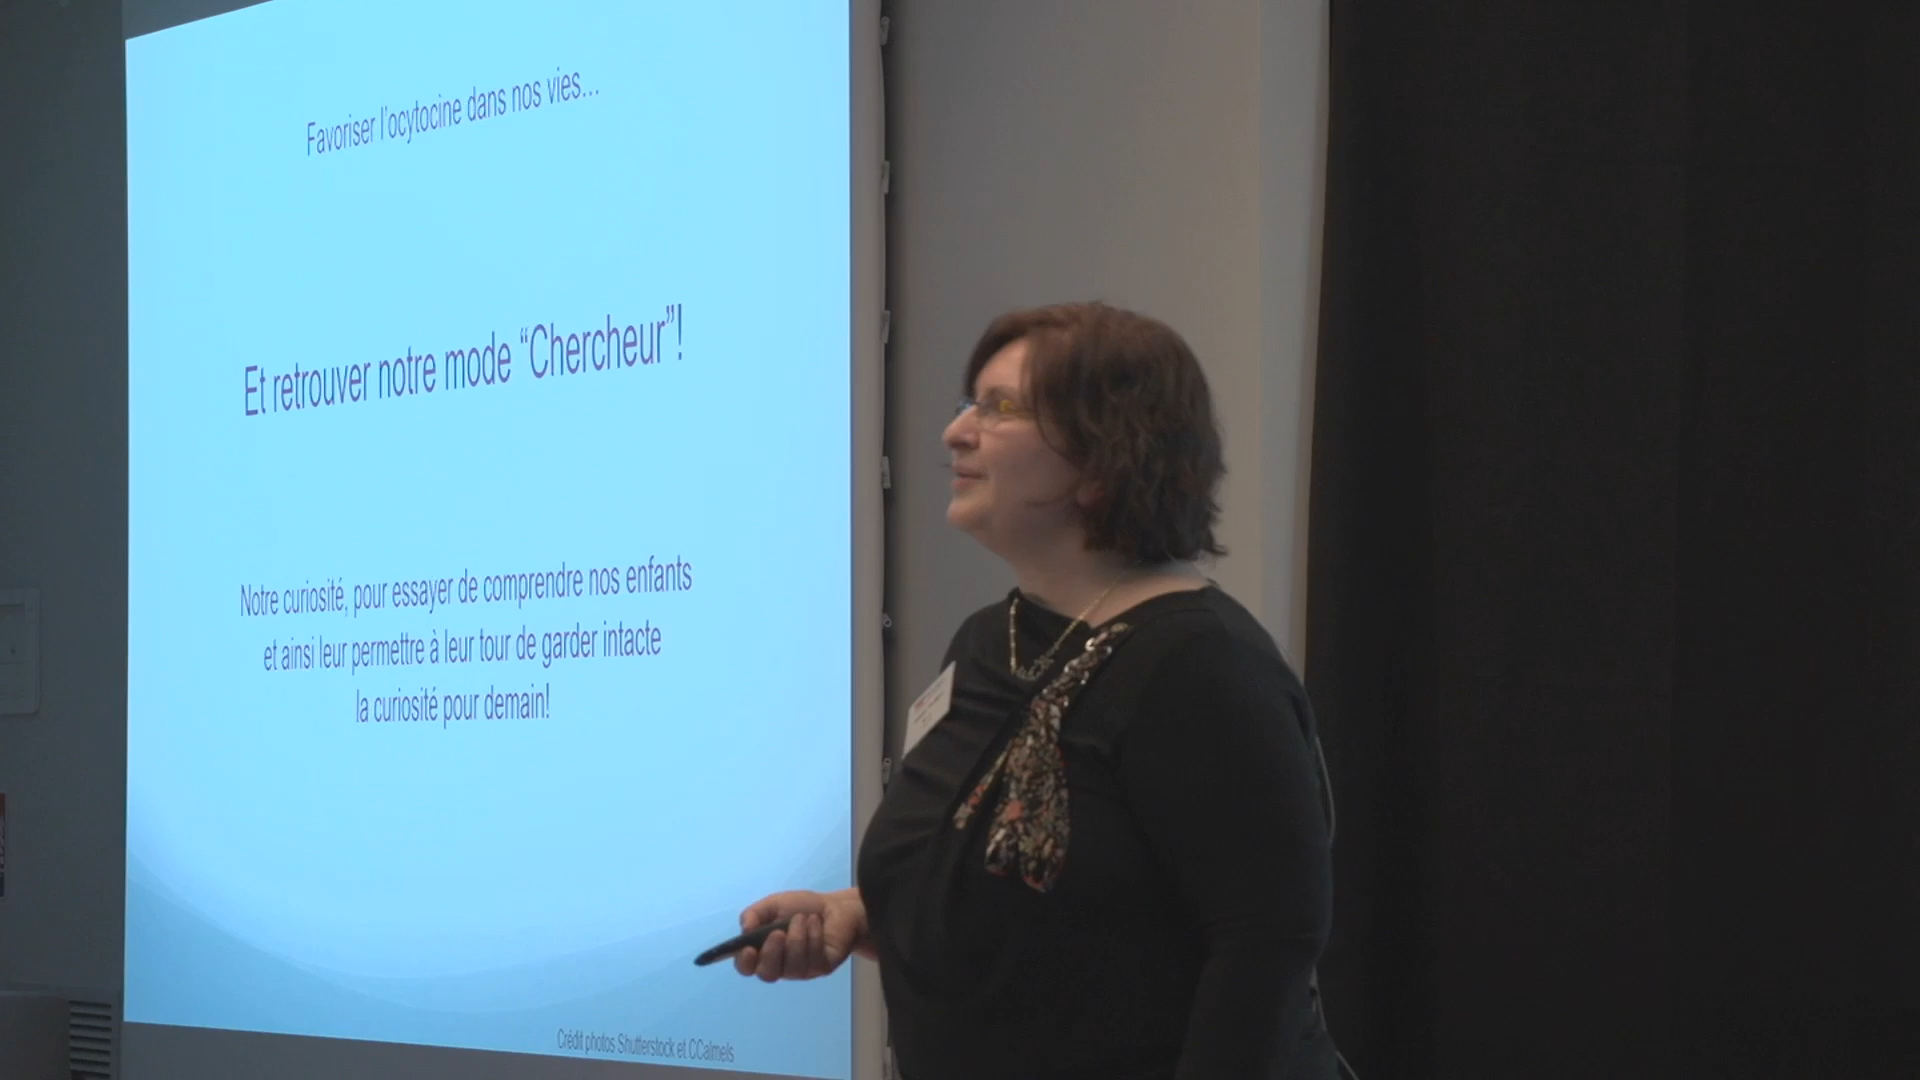 Favoriser l'ocytocine dans nos vies...
Et retrouver notre mode “Chercheur”!
Notre curiosité, pour essayer de comprendre nos enfants
et ainsi leur permettre à leur tour de garder intacte
la curiosité pour demain!
Crédit photos Shutterstock et CCalmels